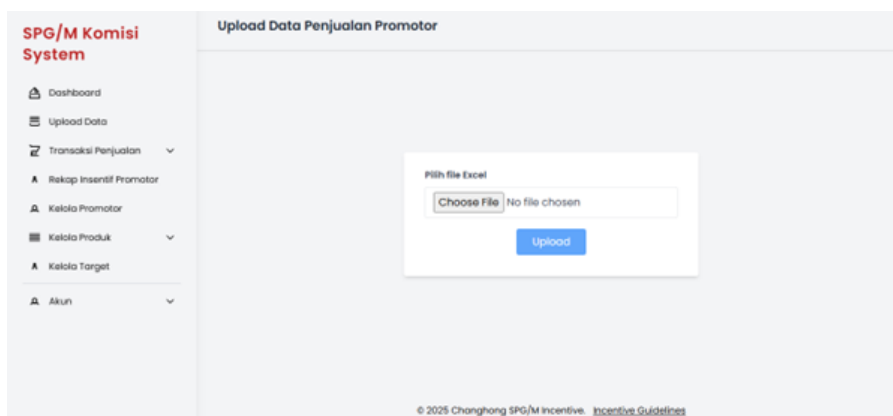 SPG/M Komisi
System
Dashboard
Upload Data
Transaksi Penjualan
Rekap Insentif Promotor
Kelola Promotor
Kelola Produk
Kelola Target
Akun
Upload Data Penjualan Promotor
Pilih file Excel
Choose File No file chosen
Upload
© 2025 Changhong SPG/M Incentive. Incentive Guidelines